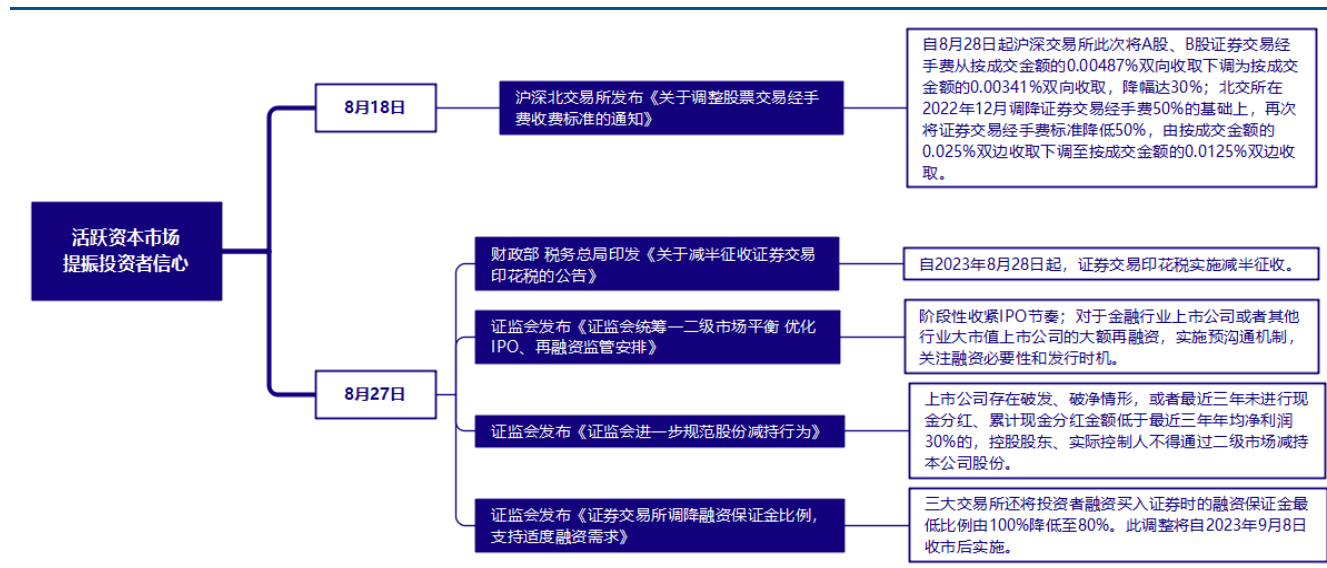 活跃资本市场
提振投资者信心
8月18日
沪深北交易所发布《关于调整股票交易经手
费收费标准的通知》
自8月28日起沪深交易所此次将A股、B股证券交易经
手费从按成交金额的0.00487%双向收取下调为按成交
金额的0.00341%双向收取，降幅达30%；北交所在
2022年12月调降证券交易经手费50%的基础上，再次
将证券交易经手费标准降低50%，由按成交金额的
0.025%双边收取下调至按成交金额的0.0125%双边收
取。
8月27日
财政部 税务总局印发《关于减半征收证券交易
印花税的公告》
自2023年8月28日起，证券交易印花税实施减半征收。
证监会发布《证监会统筹一二级市场平衡 优化
IPO、再融资监管安排》
阶段性收紧IPO节奏；对于金融行业上市公司或者其他
行业大市值上市公司的大额再融资，实施预沟通机制，
关注融资必要性和发行时机。
证监会发布《证监会进一步规范股份减持行为》
上市公司存在破发、破净情形，或者最近三年未进行现
金分红、累计现金分红金额低于最近三年年均净利润
30%的，控股股东、实际控制人不得通过二级市场减持
本公司股份。
证监会发布《证券交易所调降融资保证金比例，
支持适度融资需求》
三大交易所还将投资者融资买入证券时的融资保证金最
低比例由100%降低至80%。此调整将自2023年9月8日
收市后实施。